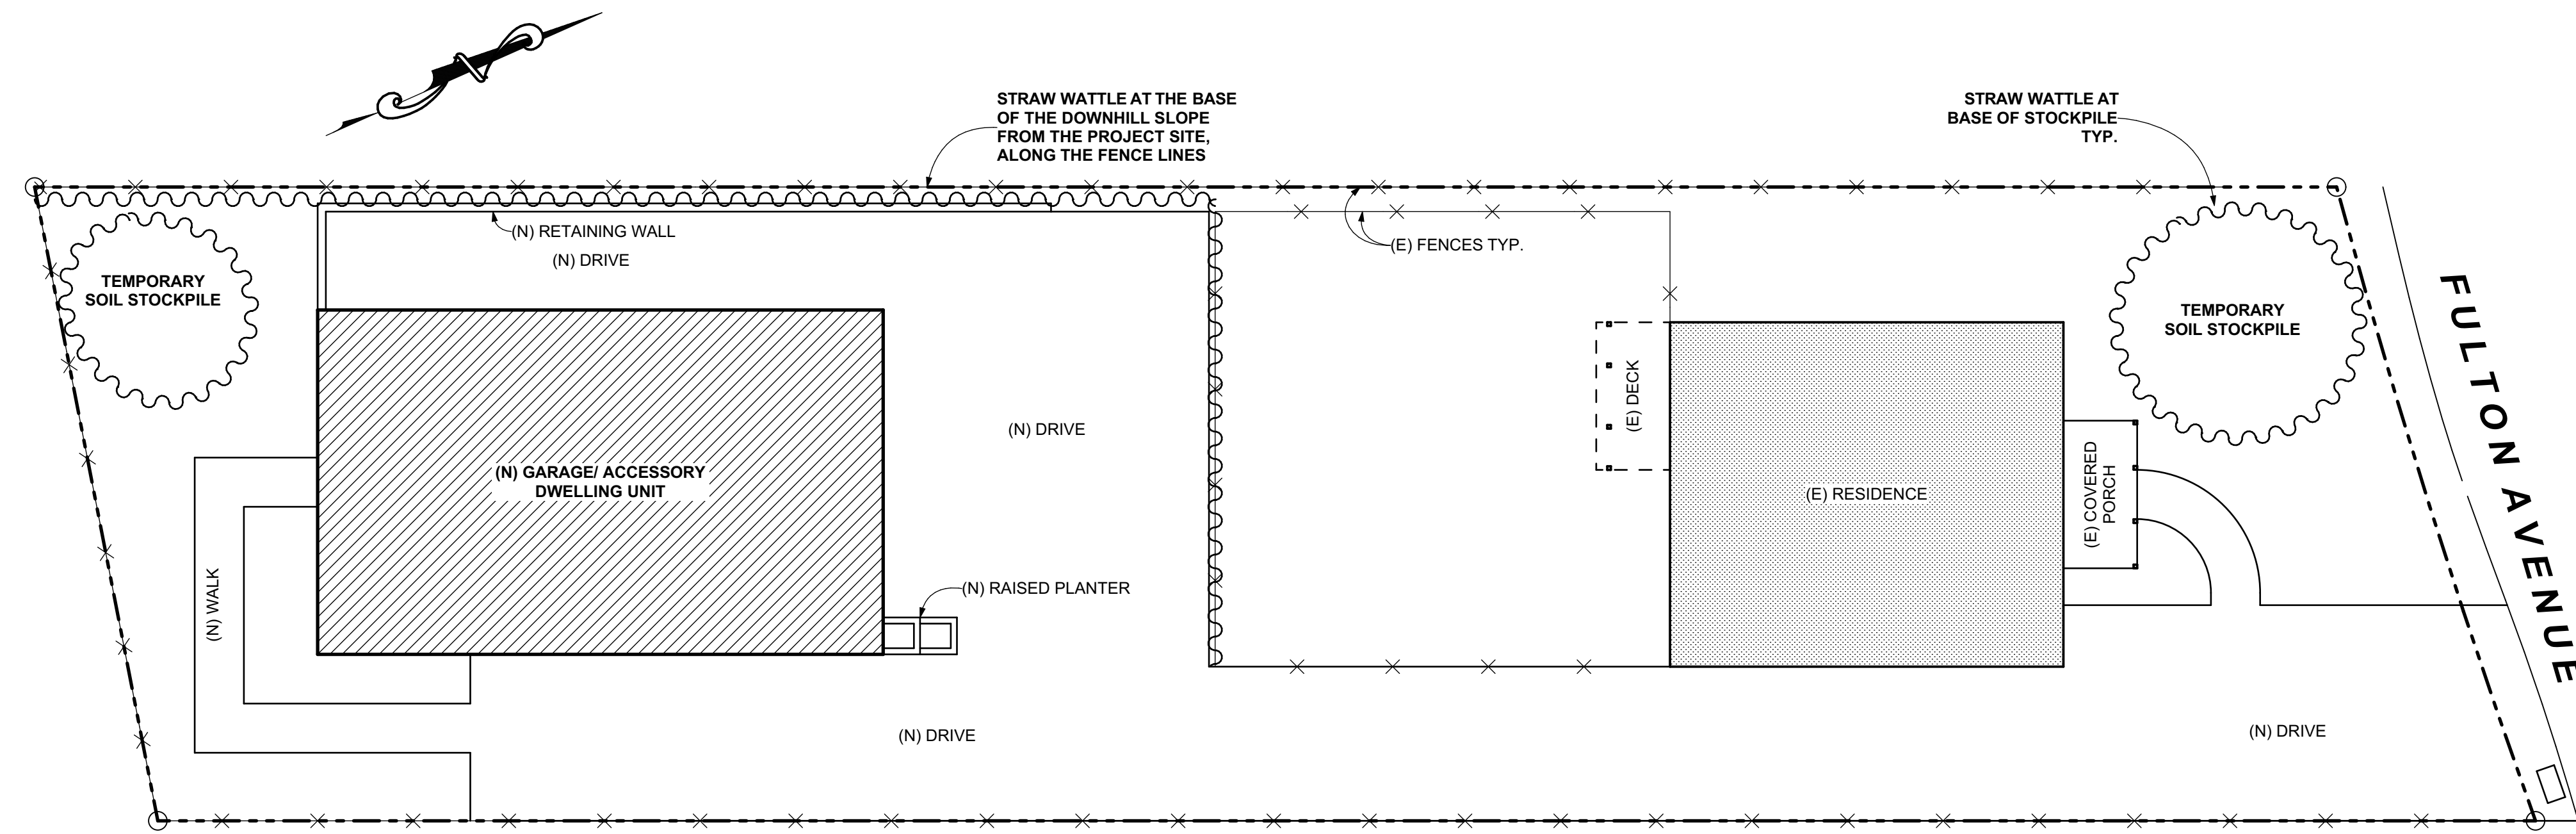 STRAW WATTLE AT THE BASE
OF THE DOWNHILL SLOPE
FROM THE PROJECT SITE,
ALONG THE FENCE LINES
STRAW WATTLE AT
BASE OF STOCKPILE
TYP.
(N) RETAINING WALL
(N) DRIVE
(E) FENCES TYP.
TEMPORARY
SOIL STOCKPILE
TEMPORARY
SOIL STOCKPILE
FULTON AVENUE
(E) DECK
(N) DRIVE
(N) GARAGE/ ACCESSORY
DWELLING UNIT
(E) RESIDENCE
(E) COVERED
PORCH
(N) WALK
(N) RAISED PLANTER
(N) DRIVE
(N) DRIVE